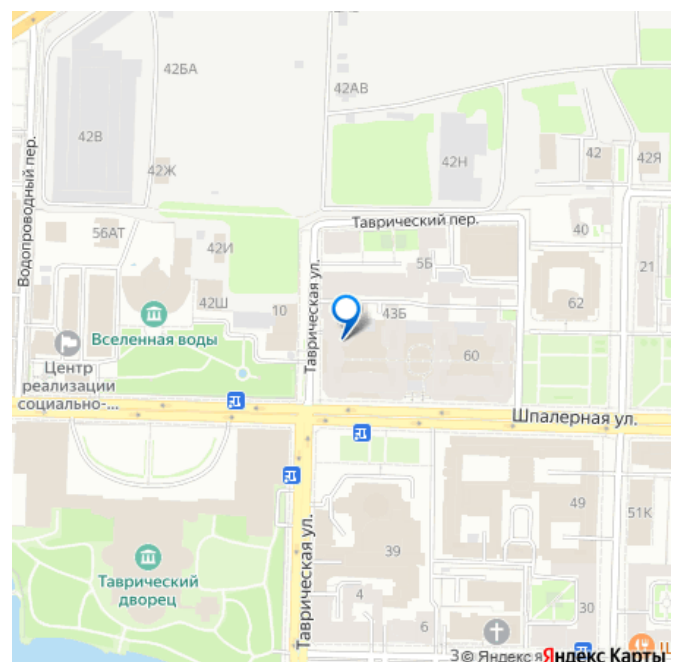 42БА
42АВ
42В
42Н
42
42Я
42Ж
Водопроводный пер.
Таврический пер.
56АТ
42И
40
5Б
21
Таврическая ул.
42Ш
10
43Б
62
Вселенная воды
60
Центр
реализации
социально-...
Шпалерная ул.
49
51К
39
Таврический
дворец
Таврическая ул.
4
6
30
3
© Яндекс
Яндекс Карты